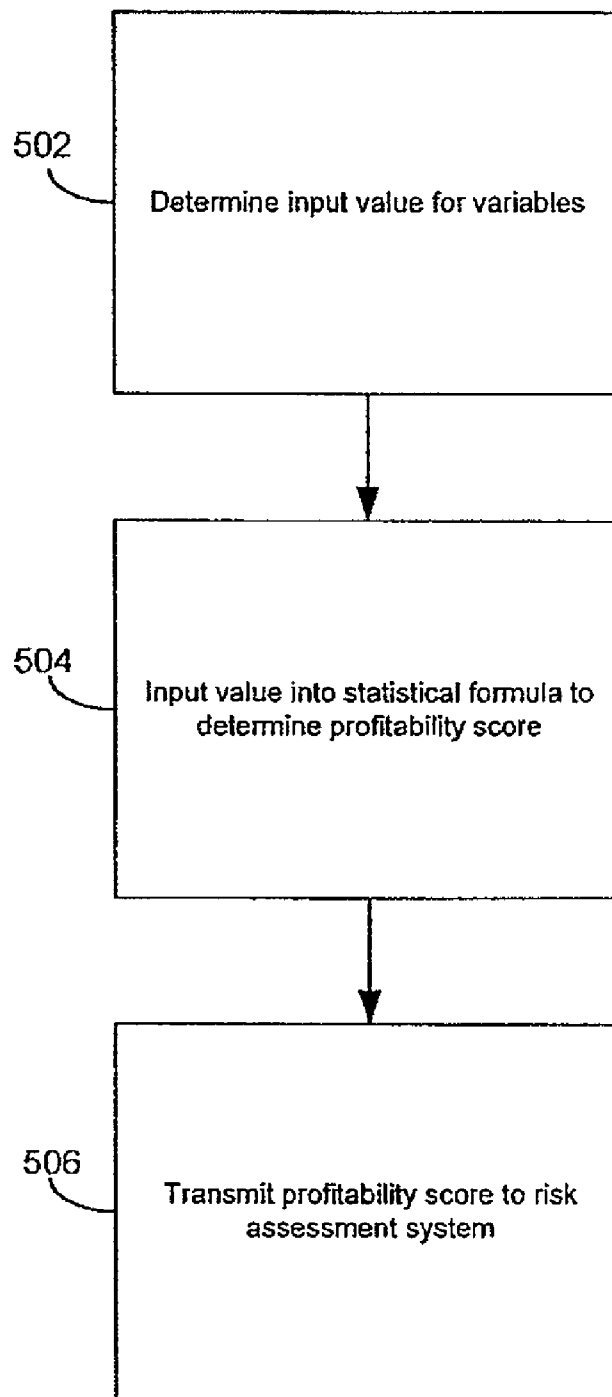 502
Determine input value for variables
504
Input value into statistical formula to
determine profitability score
506
Transmit profitability score to risk
assessment system